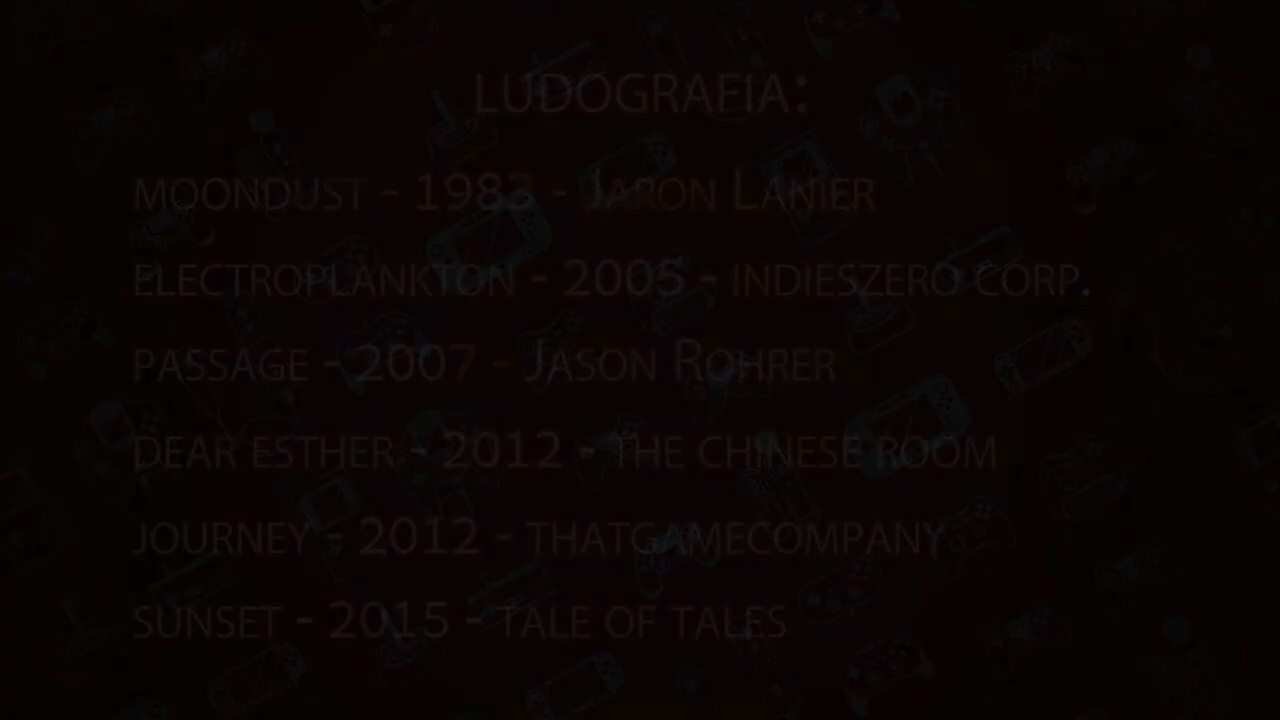 LUDOGRAFIA:
MOONDUST - 1983 - JARON LANIER
ELECTROPLANKTON - 2005 - INDIESZERO CORP.
PASSAGE - 2007 - JASON ROHRER
DEAR ESTHER - 2012 - THE CHINESE ROOM
JOURNEY - 2012 - THATGAMECOMPANY
SUNSET - 2015 - TALE OF TALES